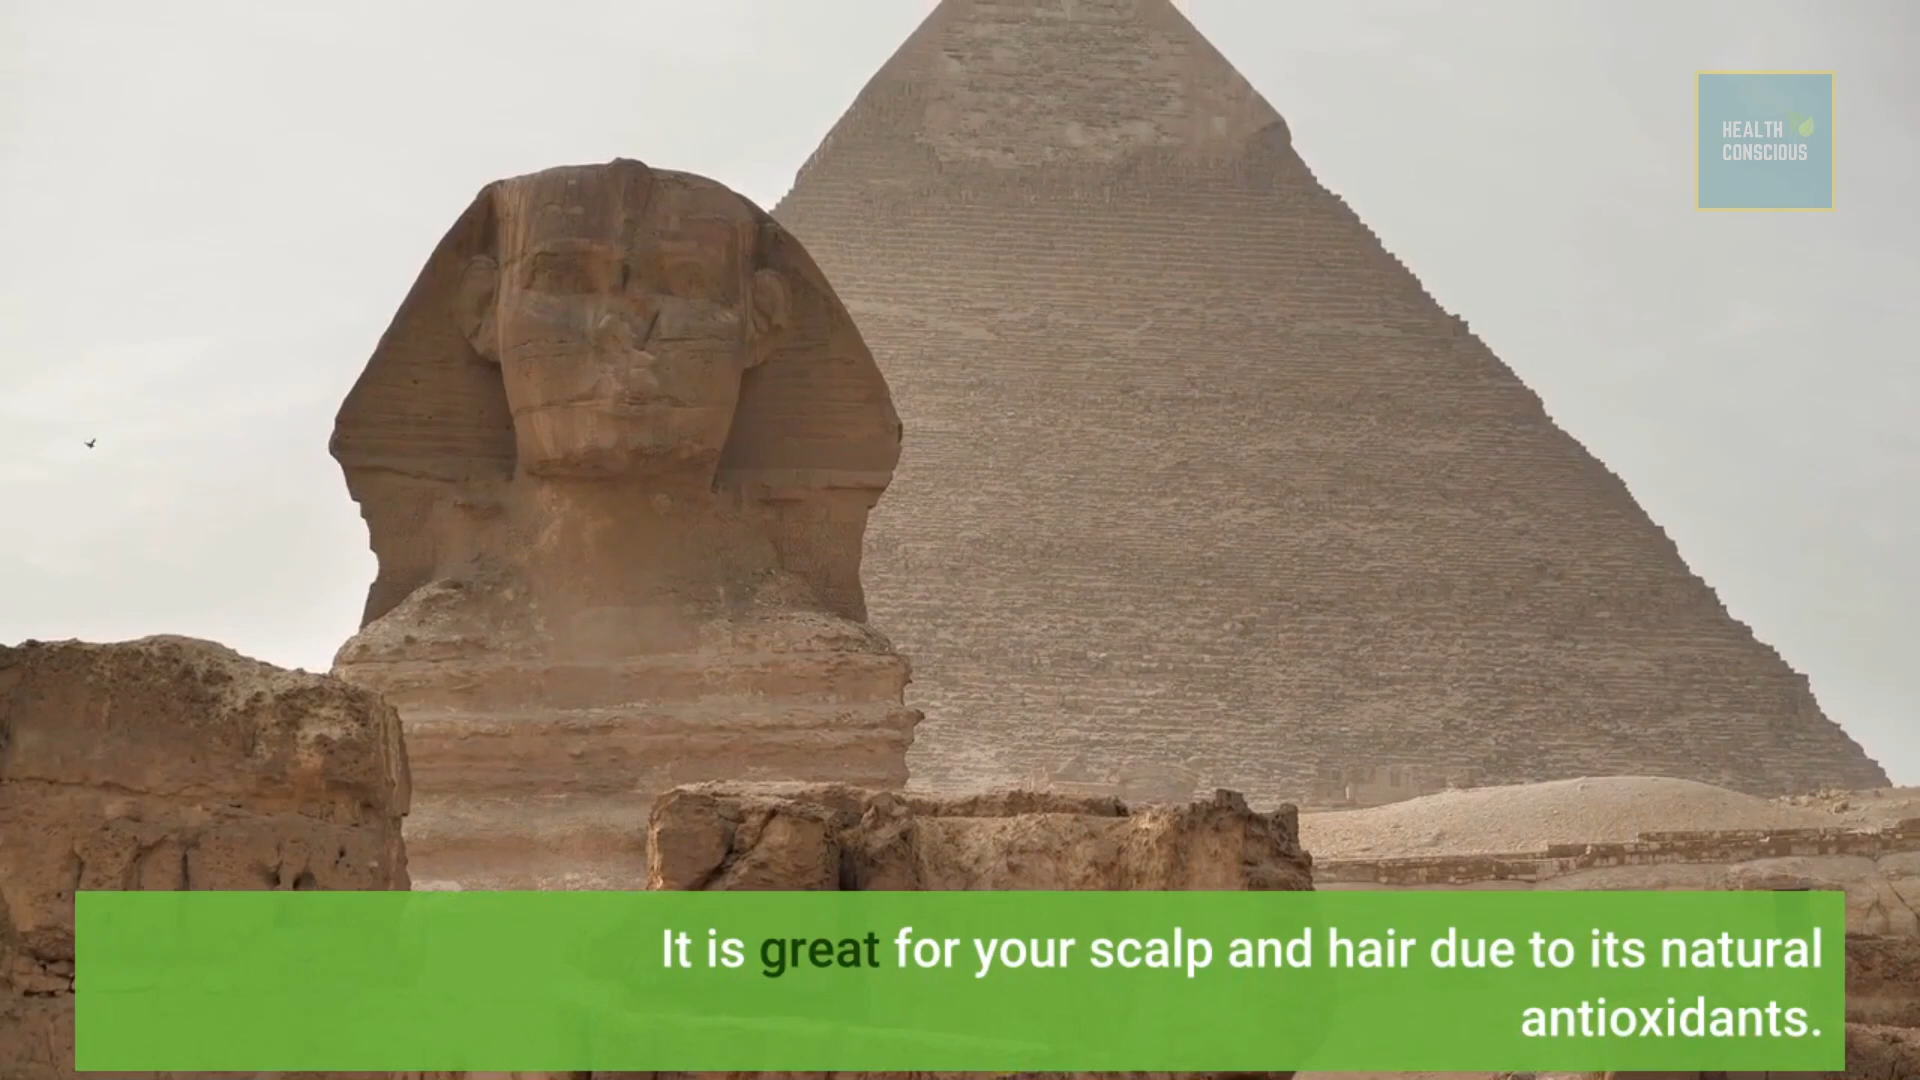 HEALTH
CONSCIOUS
It is great for your scalp and hair due to its natural
antioxidants.